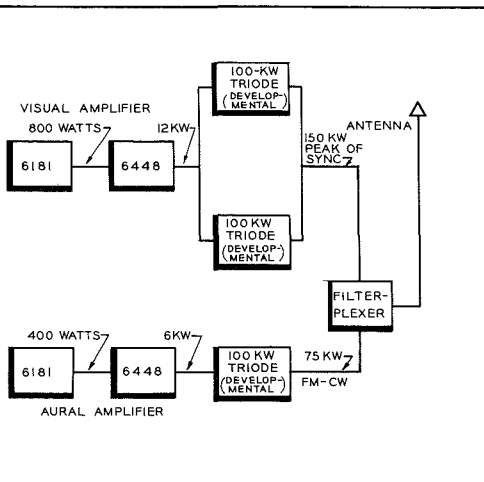 100-KW
TRIODE
(DEVELOP-
MENTAL)
VISUAL AMPLIFIER
800 WATTS
12KW
6181
6448
150 KW
PEAK OF
SYNC
ANTENNA
100KW
TRIODE
(DEVELOP-
MENTAL)
FILTER-
PLEXER
400 WATTS
6KW
6181
6448
100 KW
TRIODE
(DEVELOP-
MENTAL)
75 KW
FM-CW
AURAL AMPLIFIER